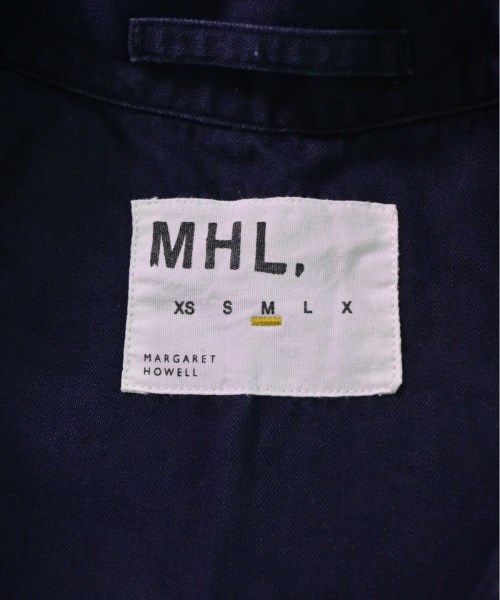 MHL,
XS S M L X
MARGARET
HOWELL